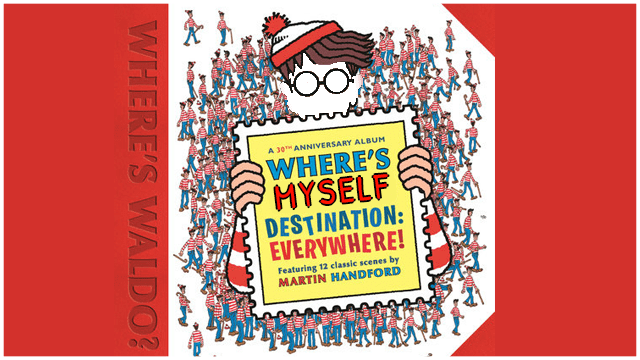 WHERE'S WALDO?
A 30TH ANNIVERSARY ALBUM
WHERE'S
MYSELF
DESTINATION:
EVERYWHERE!
Featuring 12 classic scenes by
MARTIN HANDFORD